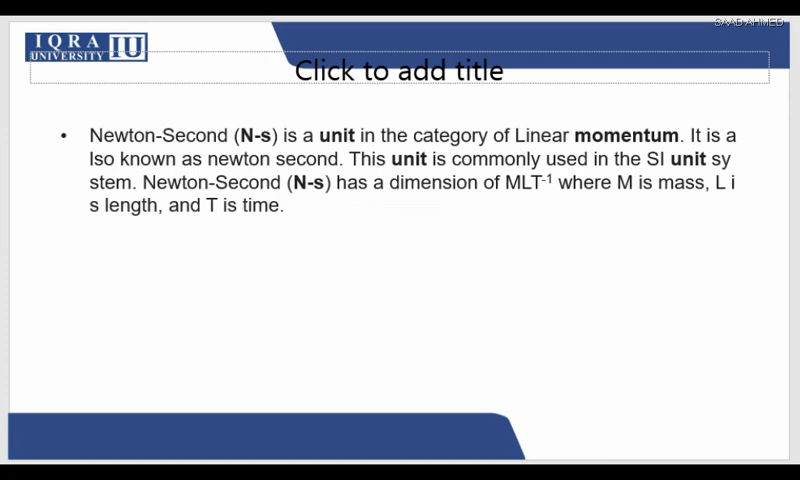 SAAD AHMED
IQRA
UNIVERSITY IU
Click to add title
• Newton-Second (N-s) is a unit in the category of Linear momentum. It is a
lso known as newton second. This unit is commonly used in the SI unit sy
stem. Newton-Second (N-s) has a dimension of MLT⁻¹ where M is mass, L i
s length, and T is time.